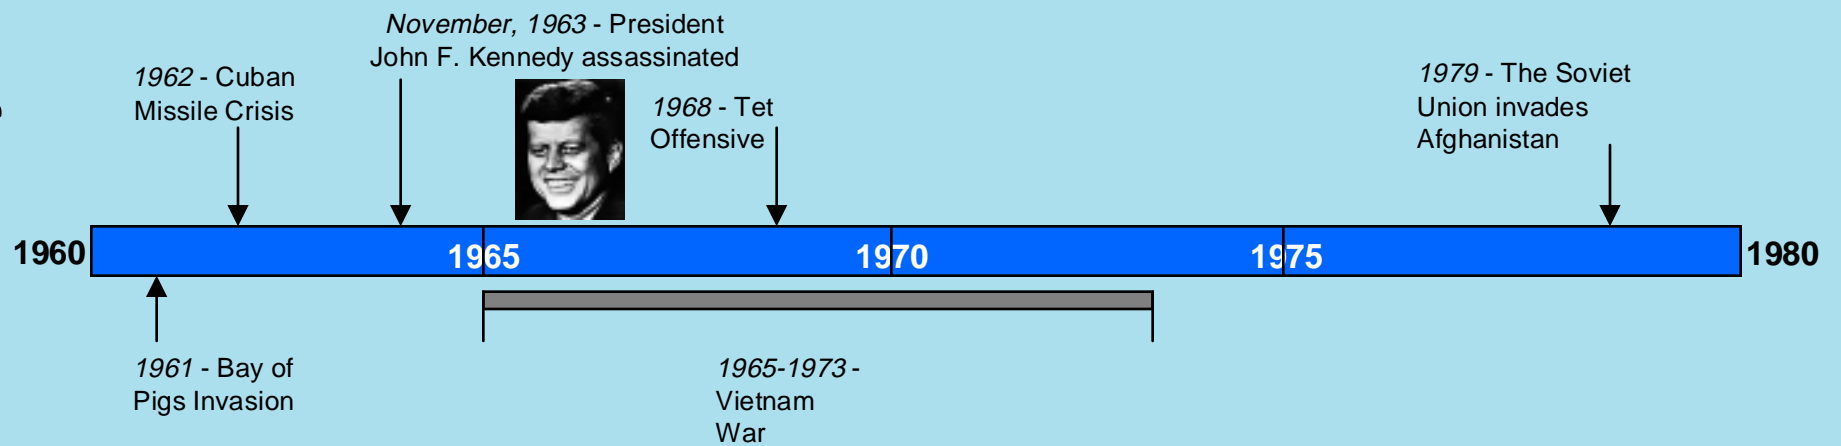 November, 1963 - President
John F. Kennedy assassinated
1962 - Cuban
Missile Crisis
1968 - Tet
Offensive
1979 - The Soviet
Union invades
Afghanistan
1960
1965
1970
1975
1980
1961 - Bay of
Pigs Invasion
1965-1973 -
Vietnam
War